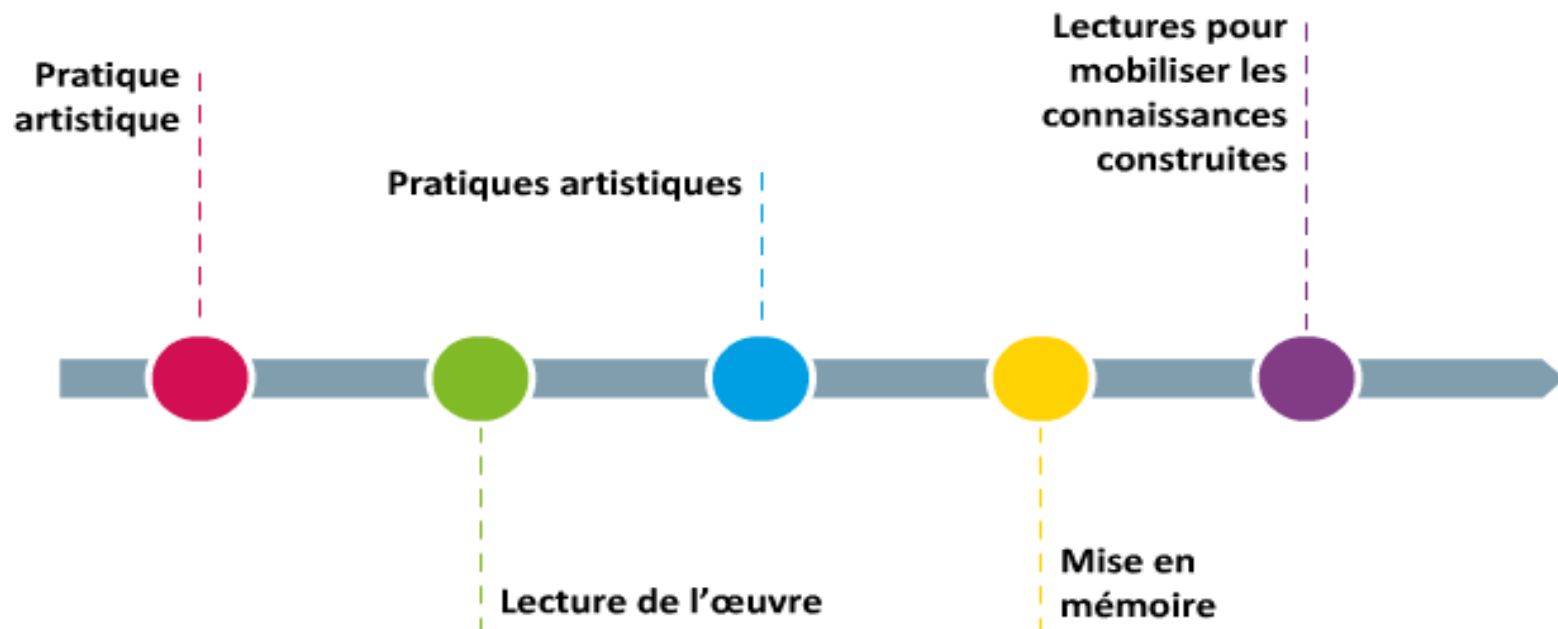 Pratique
artistique
Lecture de l'œuvre
Pratiques artistiques
Mise en
mémoire
Lectures pour
mobiliser les
connaissances
construites